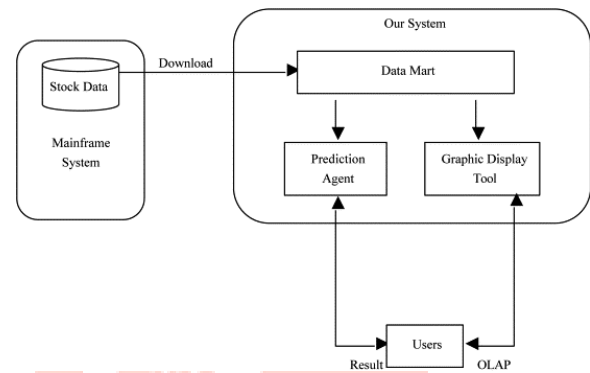 Our System
Download
Stock Data
Data Mart
Mainframe
System
Prediction
Agent
Graphic Display
Tool
Users
Result
OLAP